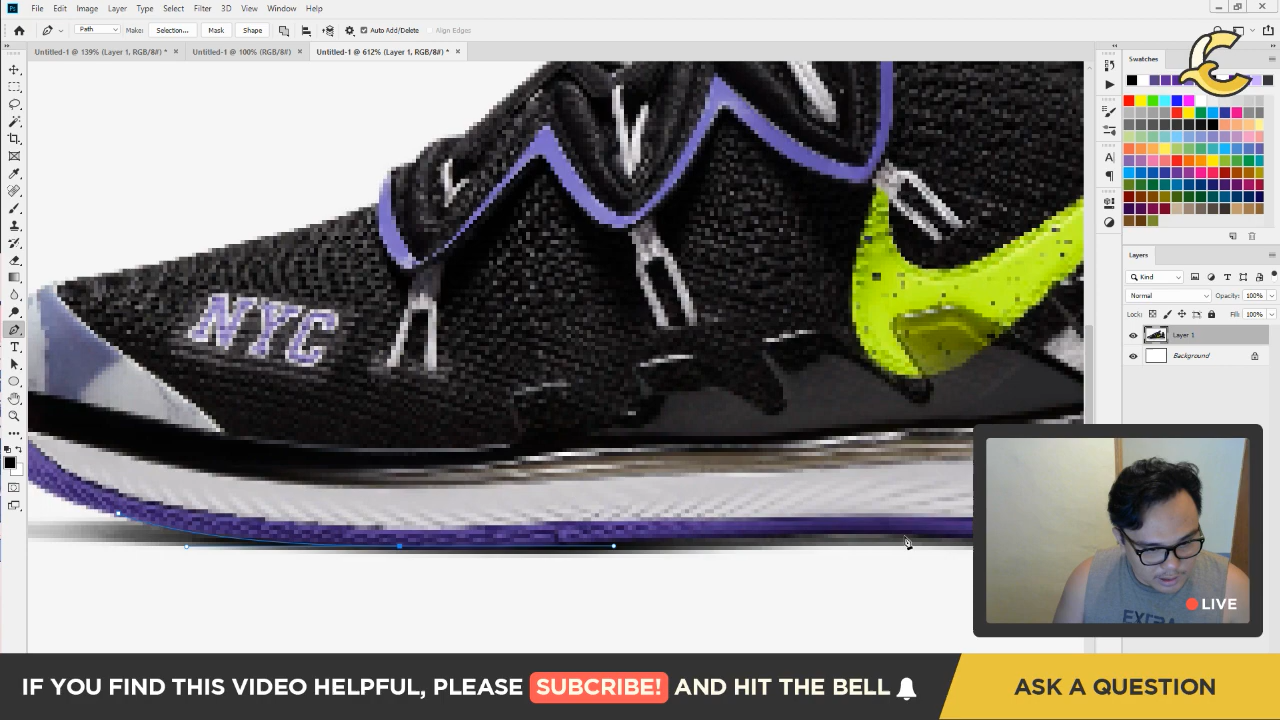 File Edit Image Layer Type Select Filter 3D View Window Help
Path Make: Selection... Mask Shape Auto Add/Delete Align Edges
Untitled-1 @ 139% (Layer 1, RGB/8#) * × Untitled-1 @ 100% (RGB/8#) × Untitled-1 @ 612% (Layer 1, RGB/8#) * ×
Swatches
NYC
Layers
Kind
Normal Opacity: 100%
Lock: Fill: 100%
Layer 1
Background
LIVE
IF YOU FIND THIS VIDEO HELPFUL, PLEASE SUBCRIBE! AND HIT THE BELL
ASK A QUESTION